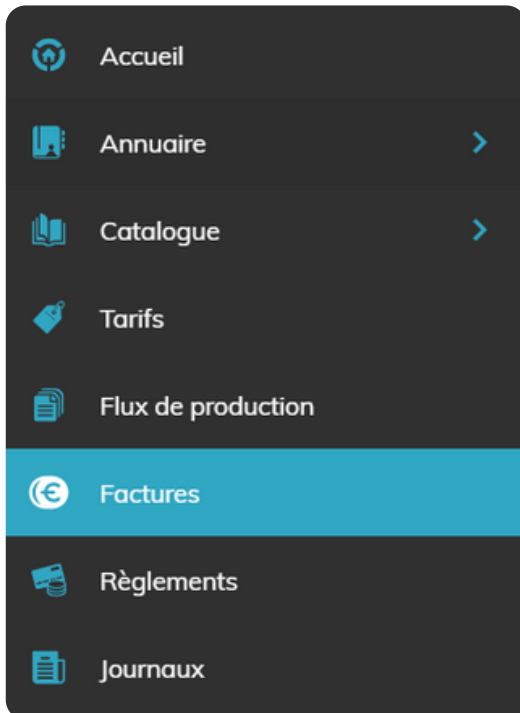 Accueil
Annuaire
Catalogue
Tarifs
Flux de production
Factures
Règlements
Journaux